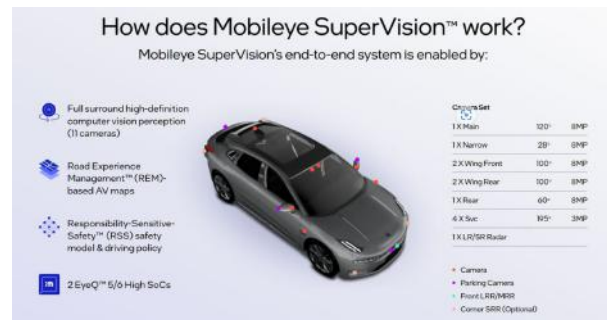 How does Mobileye SuperVision™ work?
Mobileye SuperVision's end-to-end system is enabled by:
Full surround high-definition
computer vision perception
(11 cameras)
Road Experience
Management™ (REM)-
based AV maps
Responsibility-Sensitive-
Safety™ (RSS) safety
model & driving policy
2 EyeQ™ 5/6 High SoCs
Camera Set
1 X Main 120° 8MP
1 X Narrow 28° 8MP
2 X Wing Front 100° 8MP
2 X Wing Rear 100° 8MP
1 X Rear 60° 8MP
4 X Svc 195° 3MP
1 X LR/SR Radar
Camera
Parking Camera
Front LRR/MRR
Corner SRR (Optional)